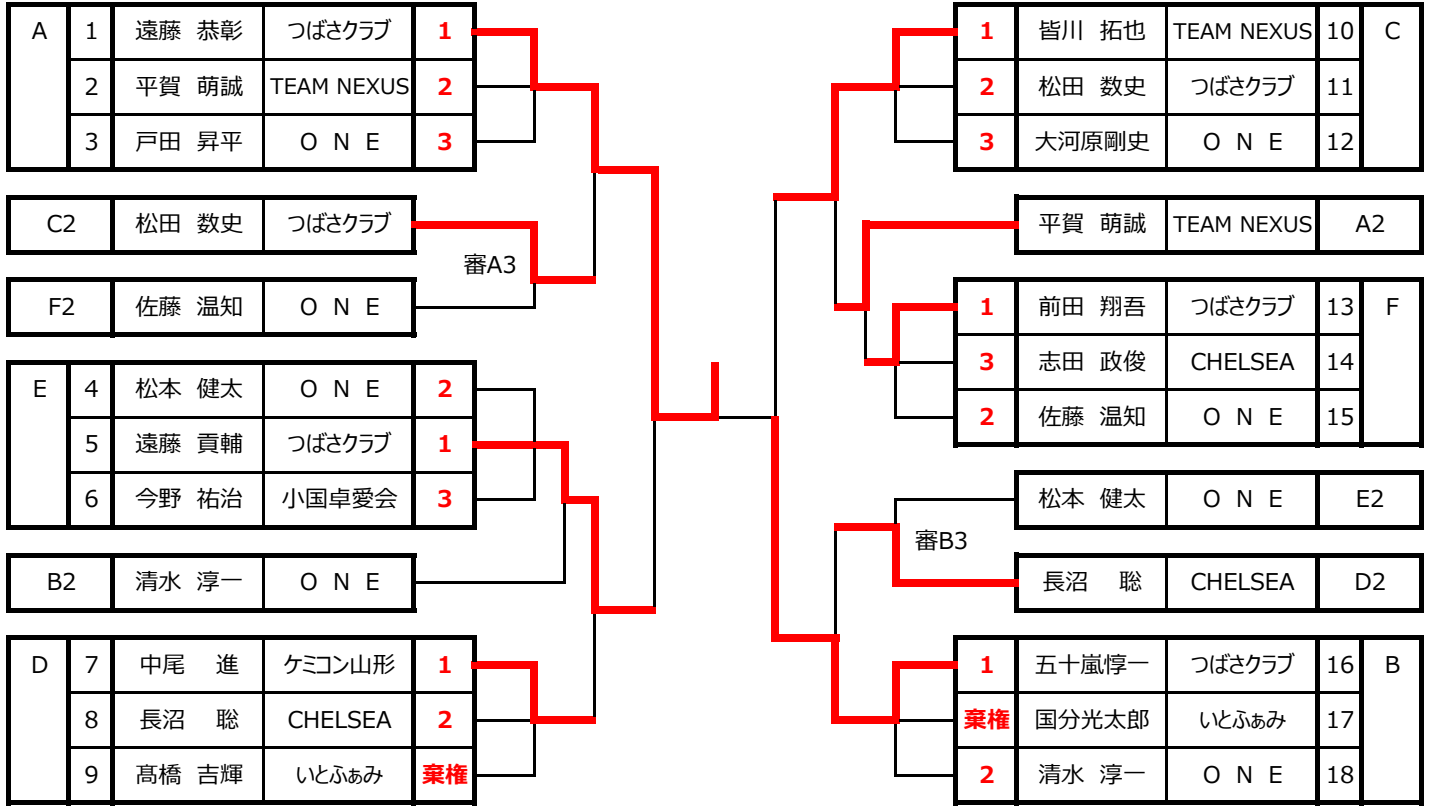 A 1 遠藤 恭彰 つばさクラブ 1
2 平賀 萌誠 TEAM NEXUS 2
3 戸田 昇平 O N E 3
C2 松田 数史 つばさクラブ
審A3
F2 佐藤 温知 O N E
E 4 松本 健太 O N E 2
5 遠藤 貢輔 つばさクラブ 1
6 今野 祐治 小国卓愛会 3
B2 清水 淳一 O N E
D 7 中尾 進 ケミコン山形 1
8 長沼 聡 CHELSEA 2
9 髙橋 吉輝 いとふぁみ 棄権
1 皆川 拓也 TEAM NEXUS 10 C
2 松田 数史 つばさクラブ 11
3 大河原剛史 O N E 12
平賀 萌誠 TEAM NEXUS A2
1 前田 翔吾 つばさクラブ 13 F
3 志田 政俊 CHELSEA 14
2 佐藤 温知 O N E 15
松本 健太 O N E E2
審B3
長沼 聡 CHELSEA D2
1 五十嵐惇一 つばさクラブ 16 B
棄権 国分光太郎 いとふぁみ 17
2 清水 淳一 O N E 18